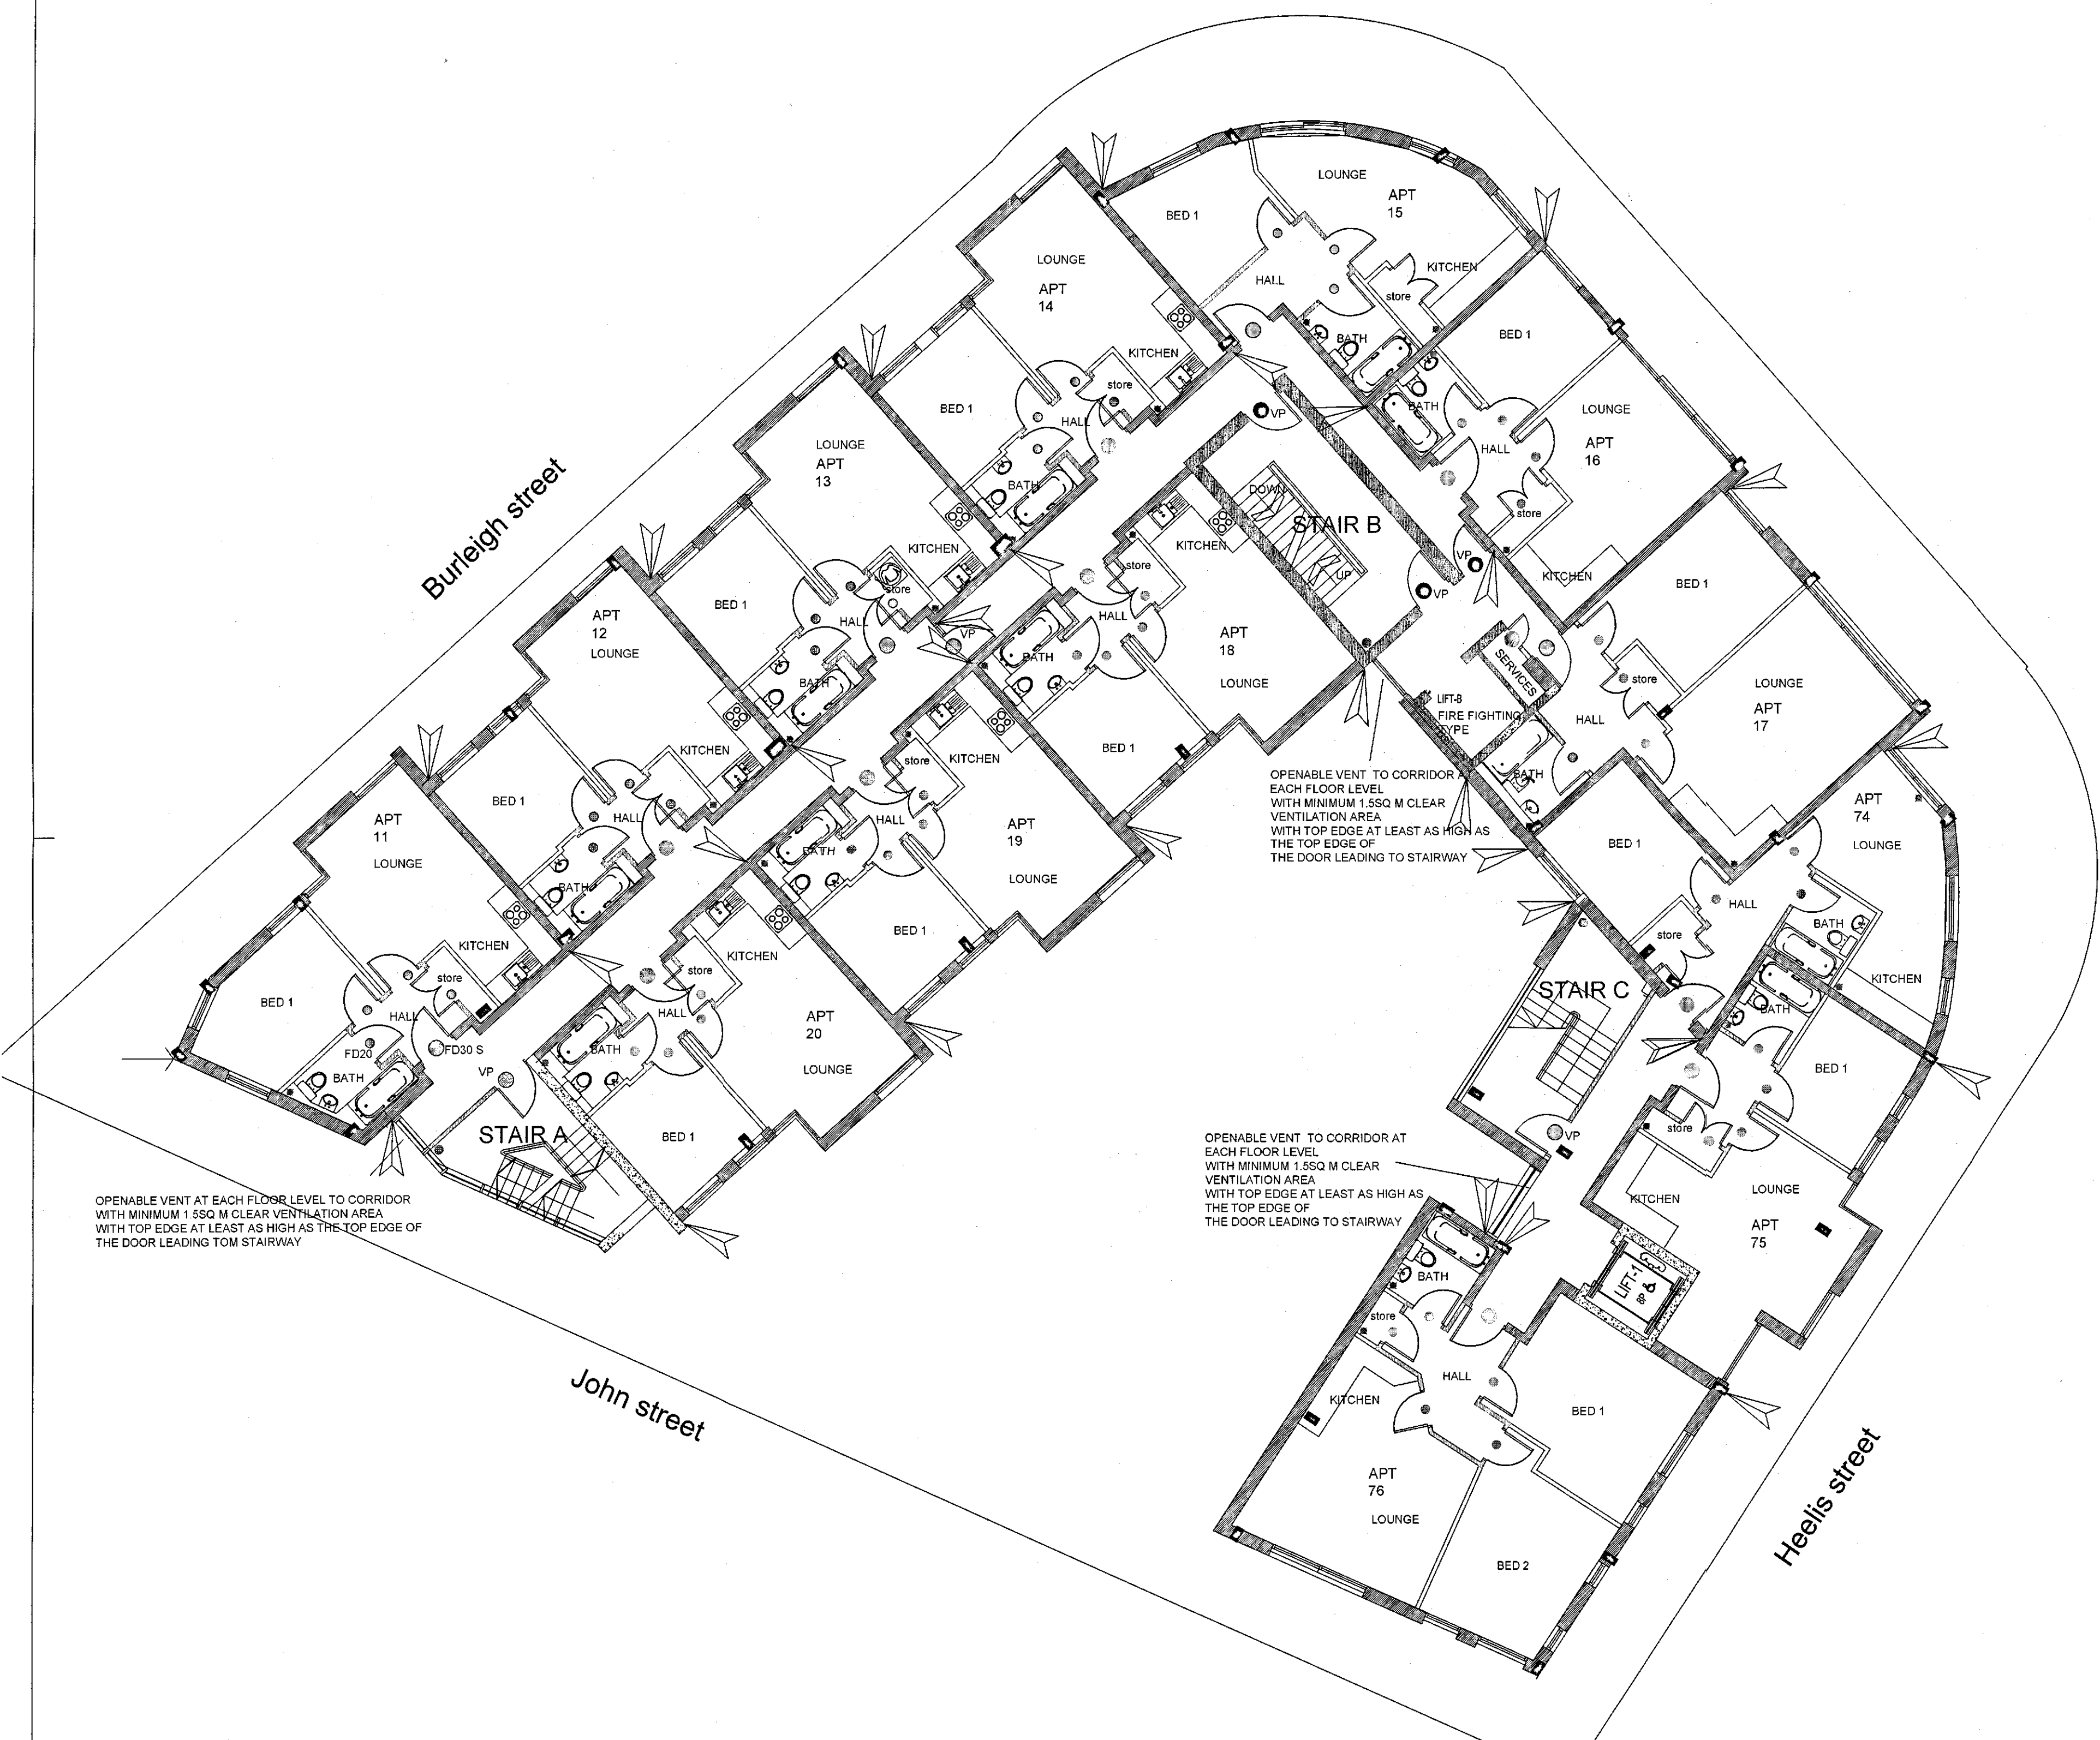 Burleigh street
John street
Heelis street
APT
11
LOUNGE
BED 1
KITCHEN
store
HALL
FD20
BATH
FD30 S
VP
STAIR A
APT
12
LOUNGE
BED 1
KITCHEN
HALL
BATH
LOUNGE
APT
13
BED 1
KITCHEN
store
HALL
BATH
VP
LOUNGE
APT
14
BED 1
KITCHEN
store
HALL
BATH
LOUNGE
APT
15
BED 1
HALL
KITCHEN
store
BATH
VP
BED 1
LOUNGE
APT
16
BATH
HALL
store
KITCHEN
DOWN
STAIR B
UP
VP
VP
BED 1
LOUNGE
APT
17
store
HALL
SERVICES
LIFT-B
FIRE FIGHTING
TYPE
BATH
KITCHEN
store
HALL
BATH
APT
18
LOUNGE
BED 1
KITCHEN
store
HALL
BATH
APT
19
LOUNGE
BED 1
KITCHEN
store
HALL
BATH
APT
20
LOUNGE
BED 1
OPENABLE VENT AT EACH FLOOR LEVEL TO CORRIDOR
WITH MINIMUM 1.5SQ M CLEAR VENTILATION AREA
WITH TOP EDGE AT LEAST AS HIGH AS THE TOP EDGE OF
THE DOOR LEADING TOM STAIRWAY
OPENABLE VENT TO CORRIDOR AT
EACH FLOOR LEVEL
WITH MINIMUM 1.5SQ M CLEAR
VENTILATION AREA
WITH TOP EDGE AT LEAST AS HIGH AS
THE TOP EDGE OF
THE DOOR LEADING TO STAIRWAY
APT
74
LOUNGE
BED 1
HALL
store
BATH
KITCHEN
STAIR C
VP
BATH
BED 1
store
KITCHEN
LOUNGE
APT
75
LIFT-1
8P
OPENABLE VENT TO CORRIDOR AT
EACH FLOOR LEVEL
WITH MINIMUM 1.5SQ M CLEAR
VENTILATION AREA
WITH TOP EDGE AT LEAST AS HIGH AS
THE TOP EDGE OF
THE DOOR LEADING TO STAIRWAY
BATH
store
HALL
KITCHEN
BED 1
APT
76
LOUNGE
BED 2